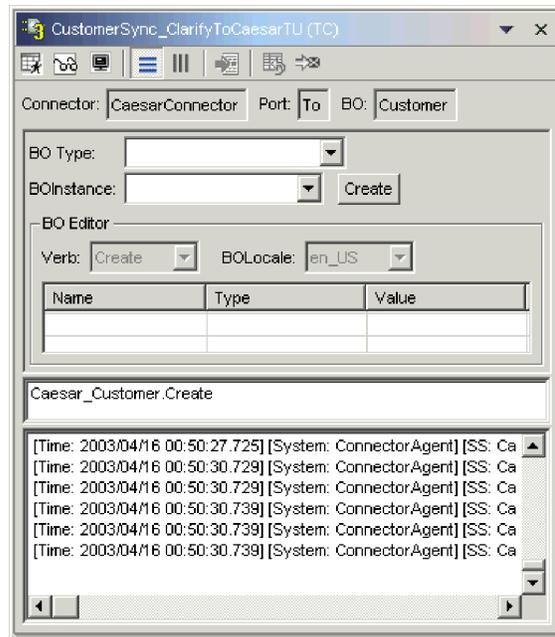 CustomerSync_ClarifyToCaesarTU (TC)
Connector: CaesarConnector Port: To BO: Customer
BO Type:
BOInstance: Create
BO Editor
Verb: Create BOLocale: en_US
Name Type Value
Caesar_Customer.Create
[Time: 2003/04/16 00:50:27.725] [System: ConnectorAgent] [SS: Ca
[Time: 2003/04/16 00:50:30.729] [System: ConnectorAgent] [SS: Ca
[Time: 2003/04/16 00:50:30.729] [System: ConnectorAgent] [SS: Ca
[Time: 2003/04/16 00:50:30.739] [System: ConnectorAgent] [SS: Ca
[Time: 2003/04/16 00:50:30.739] [System: ConnectorAgent] [SS: Ca
[Time: 2003/04/16 00:50:30.739] [System: ConnectorAgent] [SS: Ca